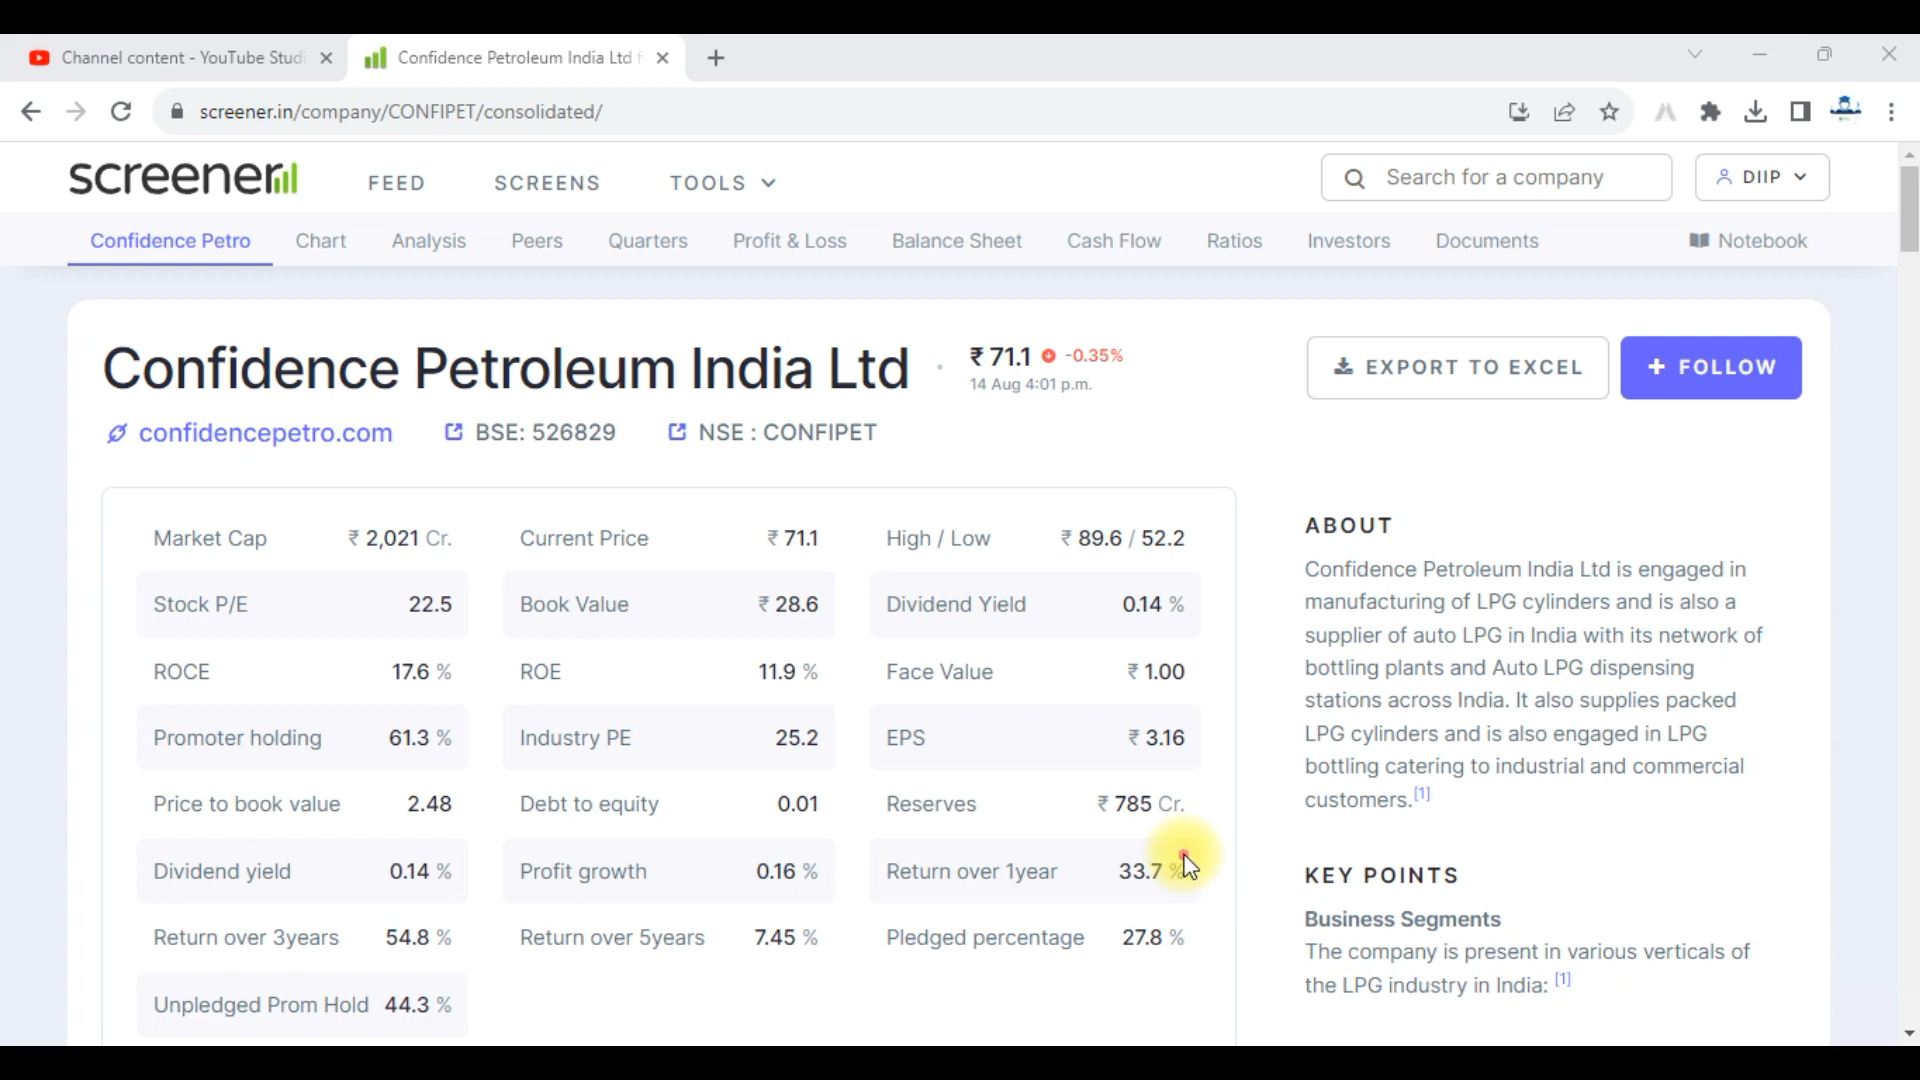 Channel content - YouTube Studi
Confidence Petroleum India Ltd f
screener.in/company/CONFIPET/consolidated/
screener
FEED
SCREENS
TOOLS
Search for a company
DIIP
Confidence Petro
Chart
Analysis
Peers
Quarters
Profit & Loss
Balance Sheet
Cash Flow
Ratios
Investors
Documents
Notebook
Confidence Petroleum India Ltd
₹ 71.1 -0.35%
14 Aug 4:01 p.m.
EXPORT TO EXCEL
+ FOLLOW
confidencepetro.com
BSE: 526829
NSE : CONFIPET
Market Cap ₹ 2,021 Cr.
Current Price ₹ 71.1
High / Low ₹ 89.6 / 52.2
Stock P/E 22.5
Book Value ₹ 28.6
Dividend Yield 0.14 %
ROCE 17.6 %
ROE 11.9 %
Face Value ₹ 1.00
Promoter holding 61.3 %
Industry PE 25.2
EPS ₹ 3.16
Price to book value 2.48
Debt to equity 0.01
Reserves ₹ 785 Cr.
Dividend yield 0.14 %
Profit growth 0.16 %
Return over 1year 33.7 %
Return over 3years 54.8 %
Return over 5years 7.45 %
Pledged percentage 27.8 %
Unpledged Prom Hold 44.3 %
ABOUT
Confidence Petroleum India Ltd is engaged in
manufacturing of LPG cylinders and is also a
supplier of auto LPG in India with its network of
bottling plants and Auto LPG dispensing
stations across India. It also supplies packed
LPG cylinders and is also engaged in LPG
bottling catering to industrial and commercial
customers.[1]
KEY POINTS
Business Segments
The company is present in various verticals of
the LPG industry in India: [1]